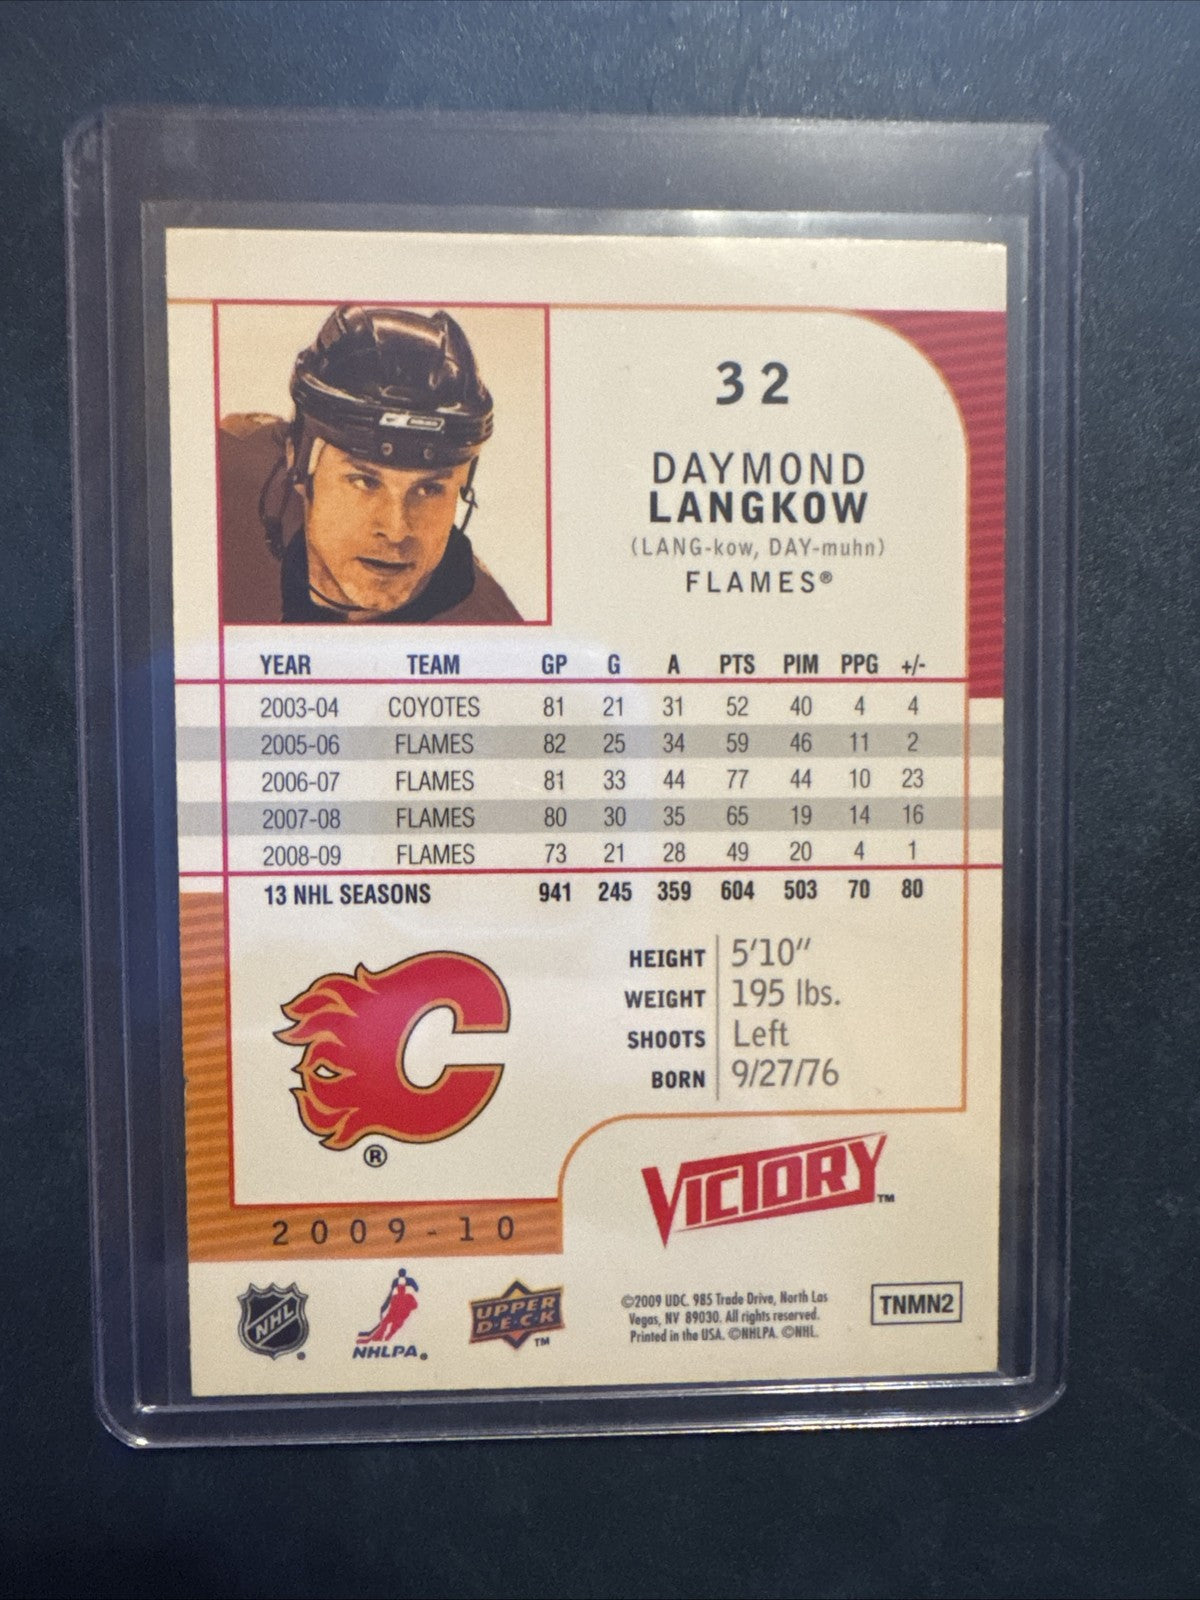 32
DAYMOND
LANGKOW
(LANG-kow, DAY-muhn)
FLAMES®
YEAR TEAM GP G A PTS PIM PPG +/-
2003-04 COYOTES 81 21 31 52 40 4 4
2005-06 FLAMES 82 25 34 59 46 11 2
2006-07 FLAMES 81 33 44 77 44 10 23
2007-08 FLAMES 80 30 35 65 19 14 16
2008-09 FLAMES 73 21 28 49 20 4 1
13 NHL SEASONS 941 245 359 604 503 70 80
HEIGHT 5'10"
WEIGHT 195 lbs.
SHOOTS Left
BORN 9/27/76
C
®
VICTORY™
2009-10
NHL
NHLPA®
UPPER
DECK™
©2009 UDC. 985 Trade Drive, North Las
Vegas, NV 89030. All rights reserved.
Printed in the USA. ©NHLPA. ©NHL.
TNMN2